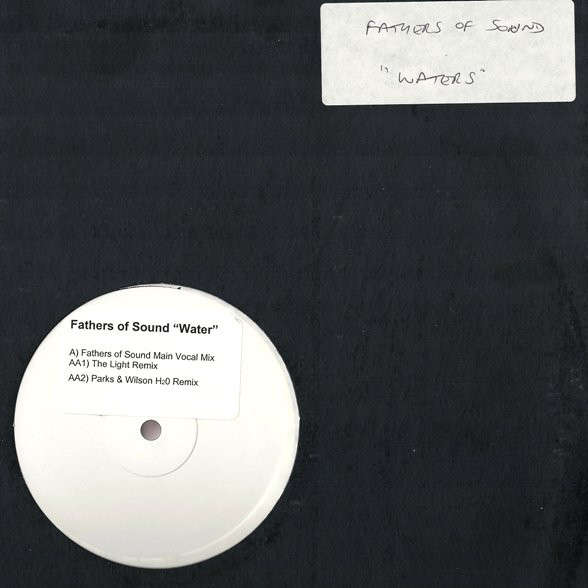 FATHERS OF SOUND
"WATERS"
Fathers of Sound “Water”
A) Fathers of Sound Main Vocal Mix
AA1) The Light Remix
AA2) Parks & Wilson H₂0 Remix